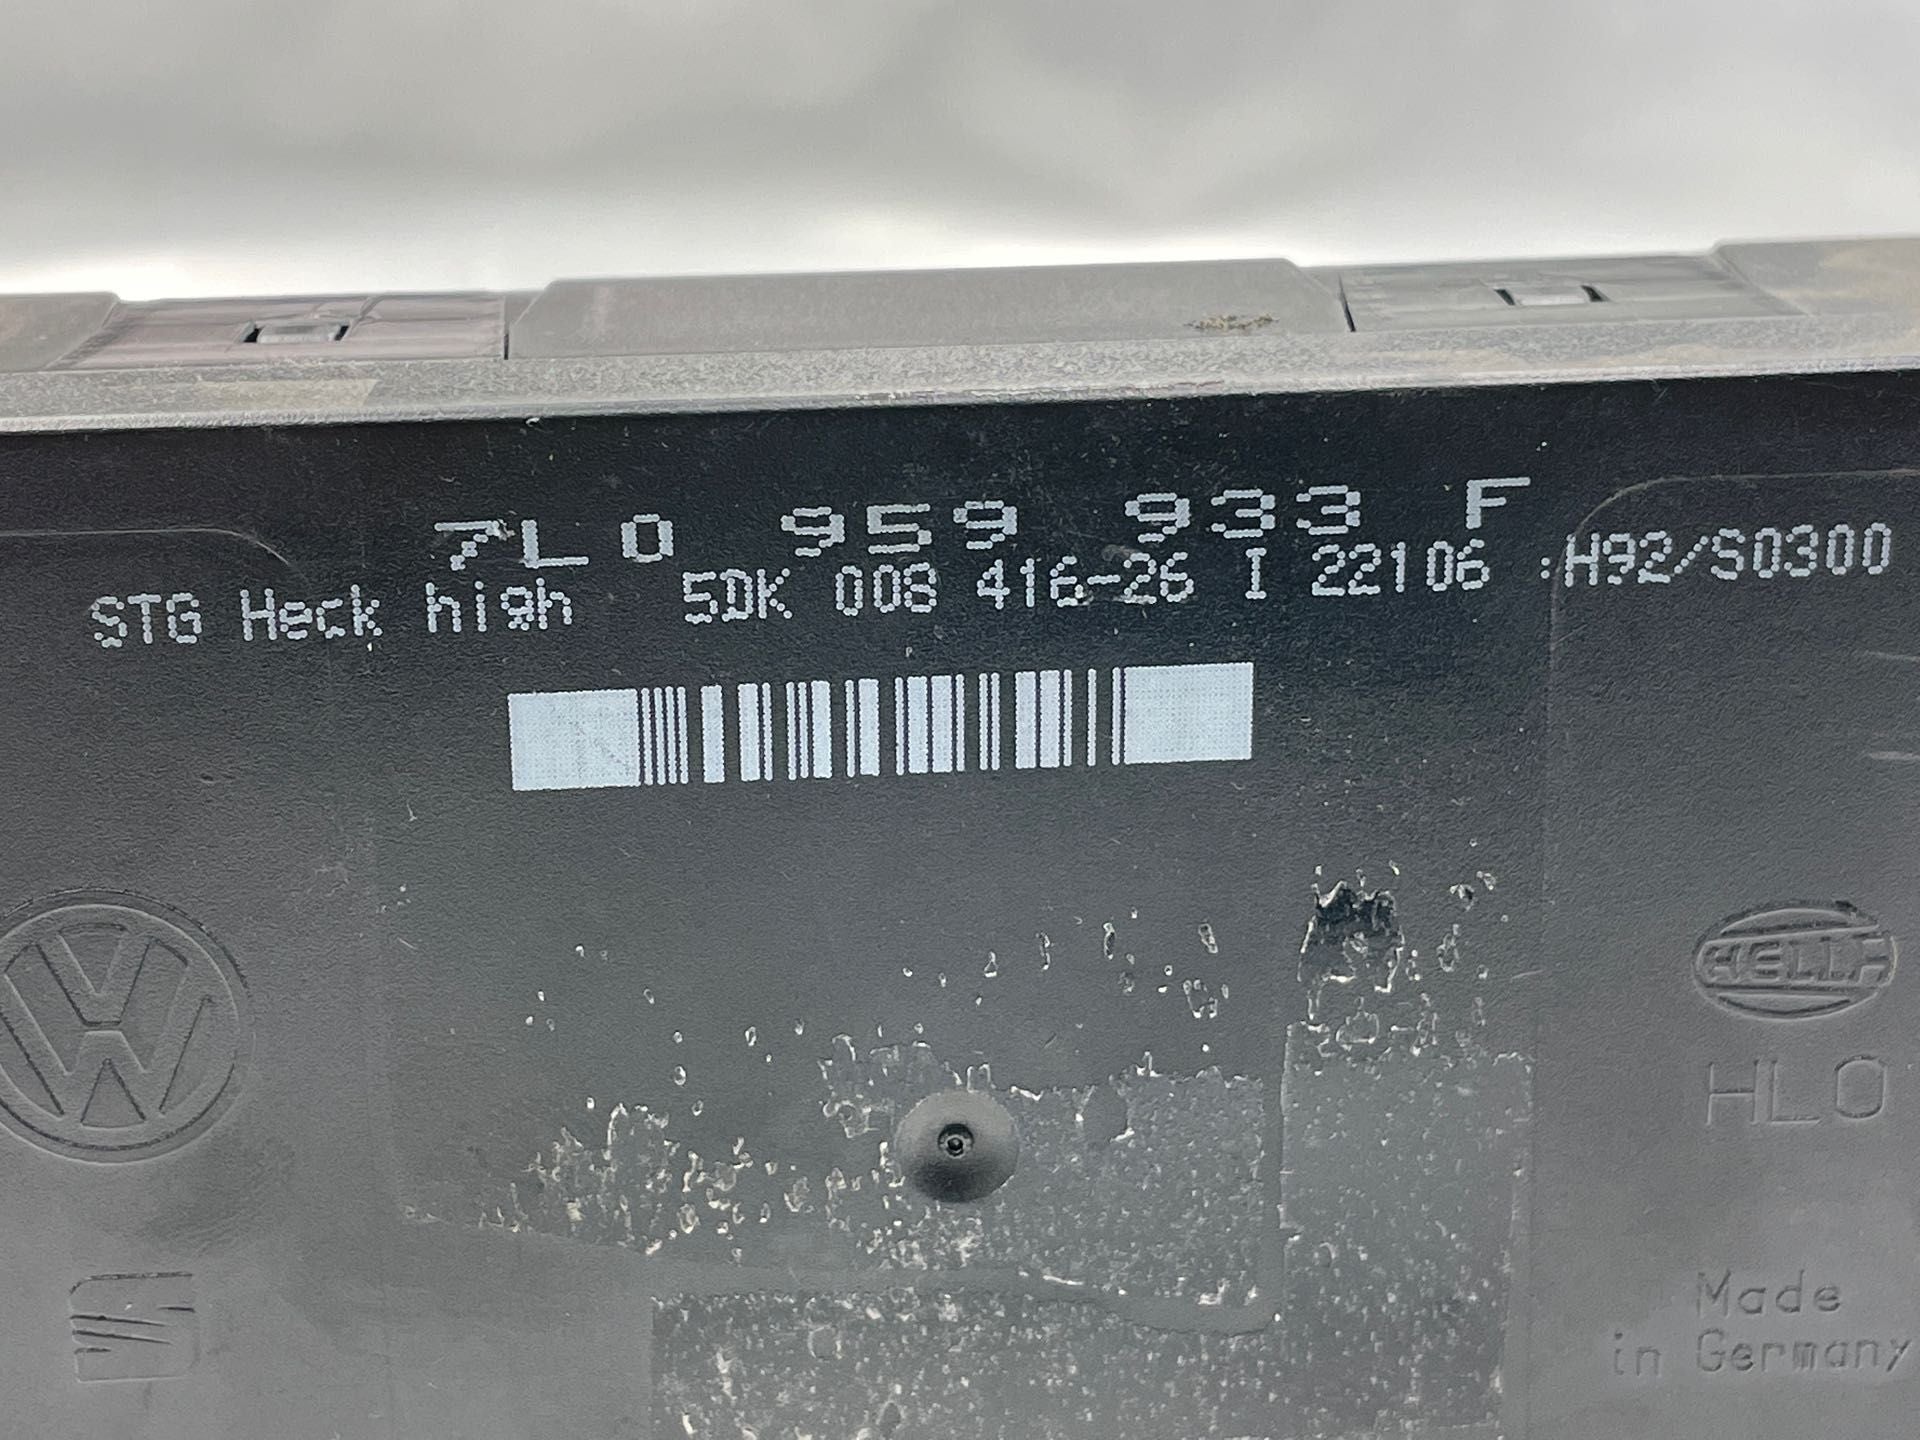 7L0 959 933 F
STG Heck high 5DK 008 416-26 I 22106 :H92/S0300
HELLA
HLO
Made
in Germany